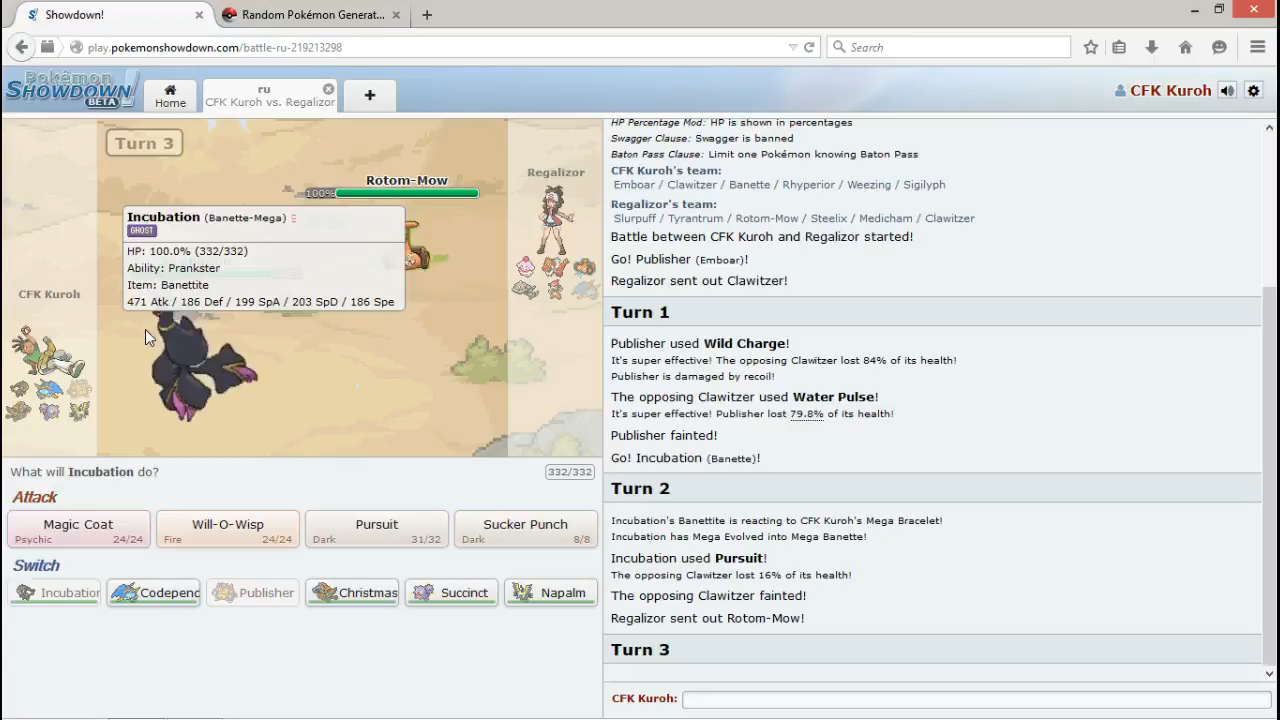 Showdown!
Random Pokémon Generat...
play.pokemonshowdown.com/battle-ru-219213298
Search
Pokémon
SHOWDOWN!
BETA
Home
ru
CFK Kuroh vs. Regalizor
CFK Kuroh
Turn 3
Rotom-Mow
100%
Regalizor
Incubation (Banette-Mega)
GHOST
HP: 100.0% (332/332)
Ability: Prankster
Item: Banettite
471 Atk / 186 Def / 199 SpA / 203 SpD / 186 Spe
CFK Kuroh
What will Incubation do?
332/332
Attack
Magic Coat
Psychic 24/24
Will-O-Wisp
Fire 24/24
Pursuit
Dark 31/32
Sucker Punch
Dark 8/8
Switch
Incubation
Codepend
Publisher
Christmas
Succinct
Napalm
HP Percentage Mod: HP is shown in percentages
Swagger Clause: Swagger is banned
Baton Pass Clause: Limit one Pokémon knowing Baton Pass
CFK Kuroh's team:
Emboar / Clawitzer / Banette / Rhyperior / Weezing / Sigilyph
Regalizor's team:
Slurpuff / Tyrantrum / Rotom-Mow / Steelix / Medicham / Clawitzer
Battle between CFK Kuroh and Regalizor started!
Go! Publisher (Emboar)!
Regalizor sent out Clawitzer!
Turn 1
Publisher used Wild Charge!
It's super effective! The opposing Clawitzer lost 84% of its health!
Publisher is damaged by recoil!
The opposing Clawitzer used Water Pulse!
It's super effective! Publisher lost 79.8% of its health!
Publisher fainted!
Go! Incubation (Banette)!
Turn 2
Incubation's Banettite is reacting to CFK Kuroh's Mega Bracelet!
Incubation has Mega Evolved into Mega Banette!
Incubation used Pursuit!
The opposing Clawitzer lost 16% of its health!
The opposing Clawitzer fainted!
Regalizor sent out Rotom-Mow!
Turn 3
CFK Kuroh: